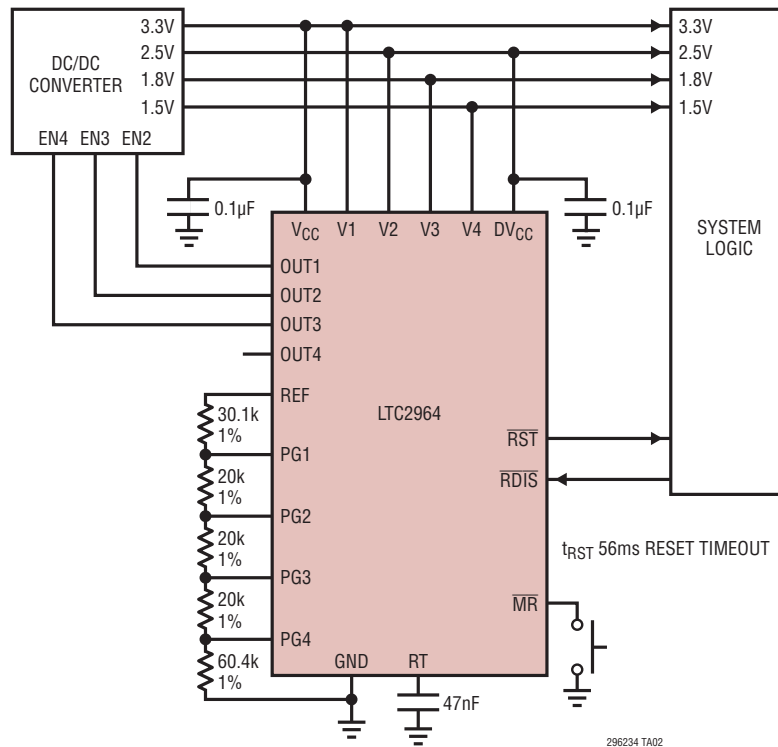 DC/DC
CONVERTER
3.3V
2.5V
1.8V
1.5V
EN4 EN3 EN2
3.3V
2.5V
1.8V
1.5V
SYSTEM
LOGIC
0.1µF
0.1µF
VCC V1 V2 V3 V4 DVCC
OUT1
OUT2
OUT3
OUT4
REF
PG1
PG2
PG3
PG4
GND RT
LTC2964
RST
RDIS
MR
30.1k
1%
20k
1%
20k
1%
20k
1%
60.4k
1%
47nF
tRST 56ms RESET TIMEOUT
296234 TA02